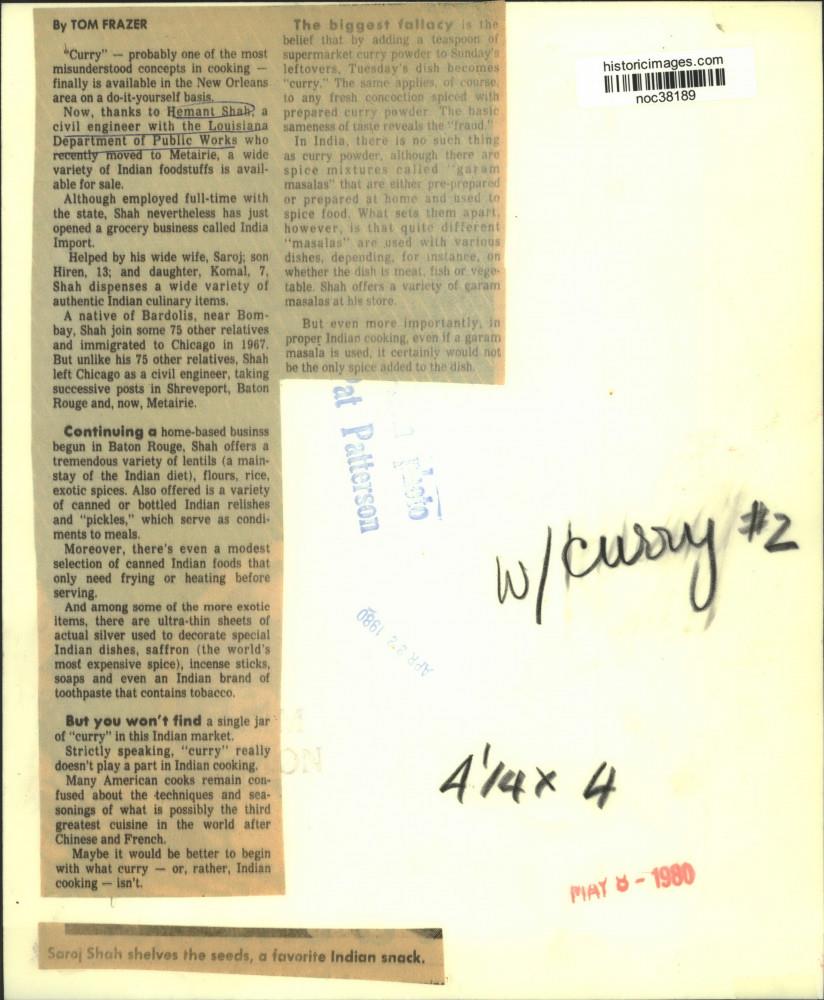 By TOM FRAZER
"Curry" — probably one of the most
misunderstood concepts in cooking —
finally is available in the New Orleans
area on a do-it-yourself basis.
Now, thanks to Hemant Shah, a
civil engineer with the Louisiana
Department of Public Works who
recently moved to Metairie, a wide
variety of Indian foodstuffs is avail-
able for sale.
Although employed full-time with
the state, Shah nevertheless has just
opened a grocery business called India
Import.
Helped by his wide wife, Saroj; son
Hiren, 13; and daughter, Komal, 7,
Shah dispenses a wide variety of
authentic Indian culinary items.
A native of Bardolis, near Bom-
bay, Shah join some 75 other relatives
and immigrated to Chicago in 1967.
But unlike his 75 other relatives, Shah
left Chicago as a civil engineer, taking
successive posts in Shreveport, Baton
Rouge and, now, Metairie.
Continuing a home-based businss
begun in Baton Rouge, Shah offers a
tremendous variety of lentils (a main-
stay of the Indian diet), flours, rice,
exotic spices. Also offered is a variety
of canned or bottled Indian relishes
and "pickles," which serve as condi-
ments to meals.
Moreover, there's even a modest
selection of canned Indian foods that
only need frying or heating before
serving.
And among some of the more exotic
items, there are ultra-thin sheets of
actual silver used to decorate special
Indian dishes, saffron (the world's
most expensive spice), incense sticks,
soaps and even an Indian brand of
toothpaste that contains tobacco.
But you won't find a single jar
of "curry" in this Indian market.
Strictly speaking, "curry" really
doesn't play a part in Indian cooking.
Many American cooks remain con-
fused about the techniques and sea-
sonings of what is possibly the third
greatest cuisine in the world after
Chinese and French.
Maybe it would be better to begin
with what curry — or, rather, Indian
cooking — isn't.
The biggest fallacy is the
belief that by adding a teaspoon of
supermarket curry powder to Sunday's
leftovers, Tuesday's dish becomes
"curry." The same applies, of course,
to any fresh concoction spiced with
prepared curry powder. The basic
sameness of taste reveals the "fraud."
In India, there is no such thing
as curry powder, although there are
spice mixtures called "garam
masalas" that are either pre-prepared
or prepared at home and used to
spice food. What sets them apart,
however, is that quite different
"masalas" are used with various
dishes, depending, for instance, on
whether the dish is meat, fish or vege-
table. Shah offers a variety of garam
masalas at his store.
But even more importantly, in
proper Indian cooking, even if a garam
masala is used, it certainly would not
be the only spice added to the dish.
historicimages.com
noc38189
Photo
Pat Patterson
w/curry #2
APR 22 1980
4 1/4 x 4
MAY 8 - 1980
Saroj Shah shelves the seeds, a favorite Indian snack.